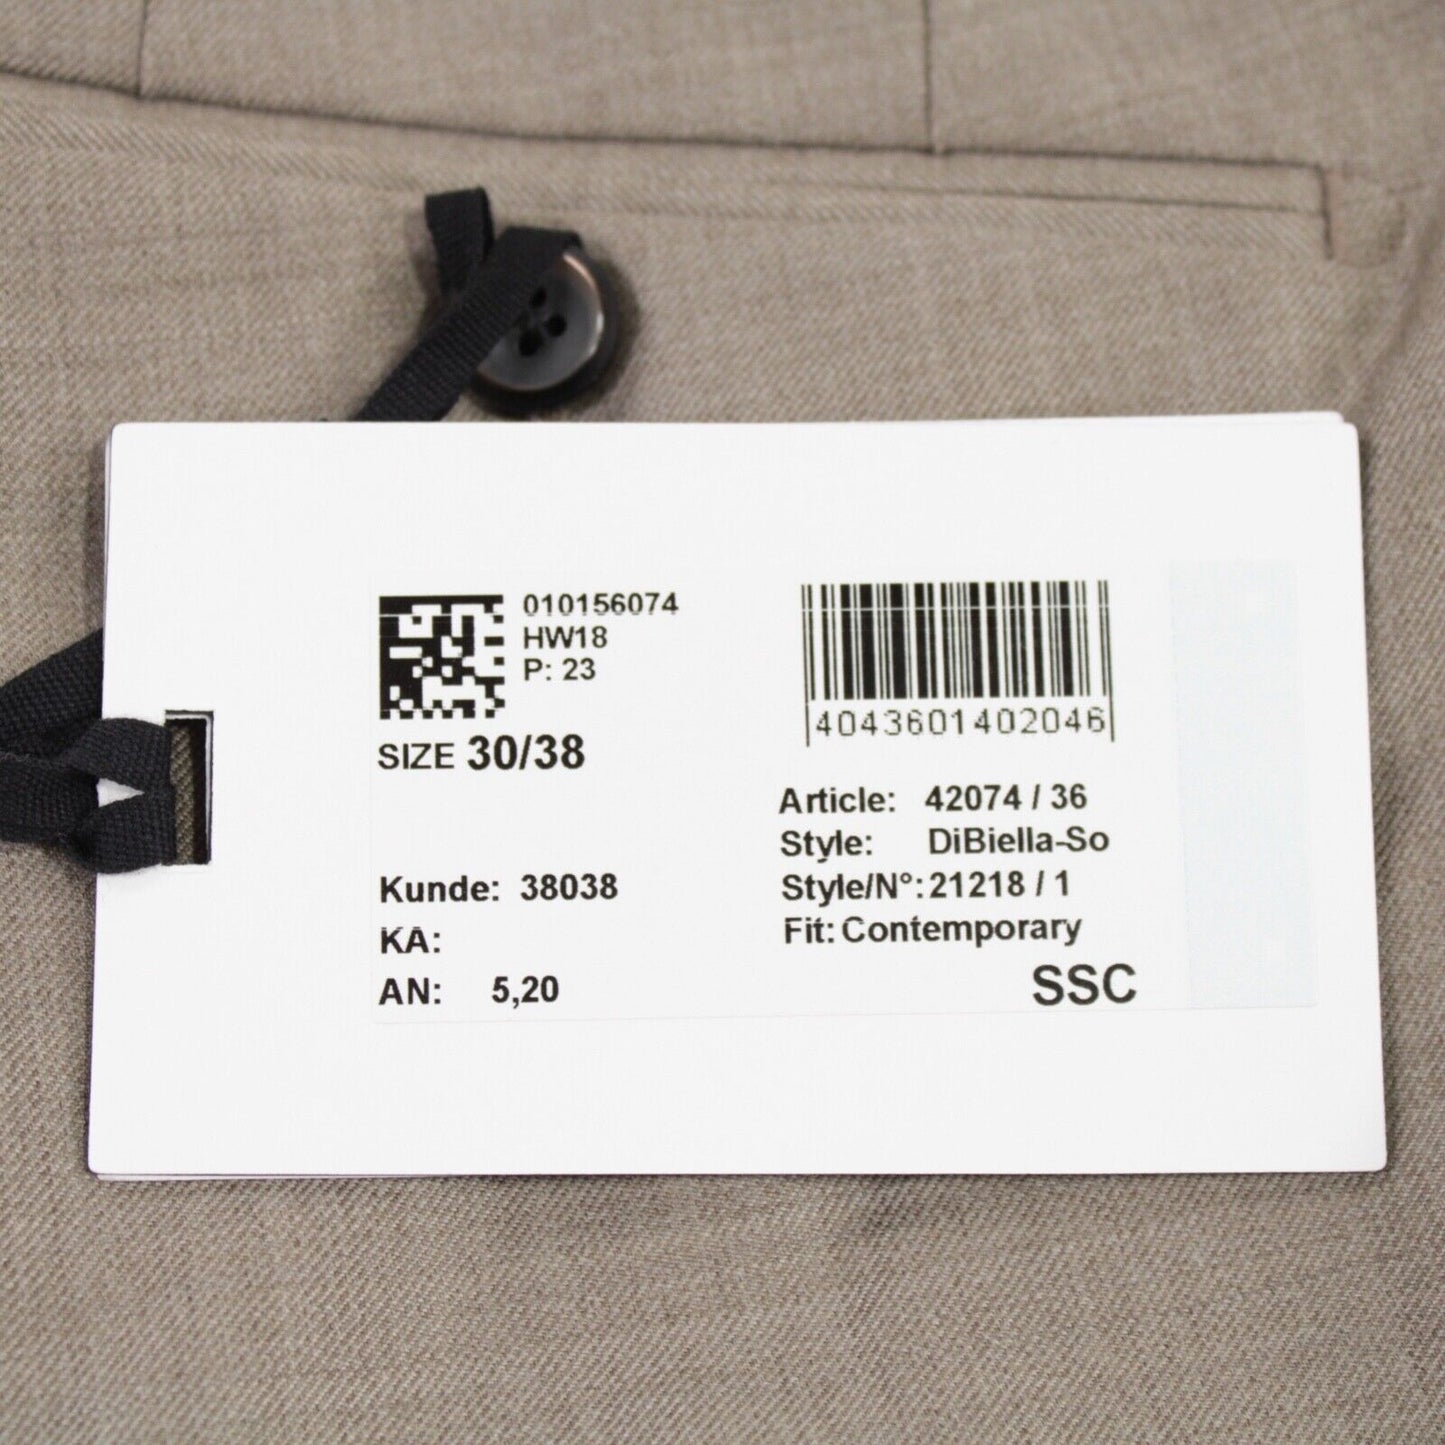 010156074
HW18
P: 23
SIZE 30/38
Kunde: 38038
KA:
AN: 5,20
4043601402046
Article: 42074 / 36
Style: DiBiella-So
Style/N°: 21218 / 1
Fit: Contemporary
SSC